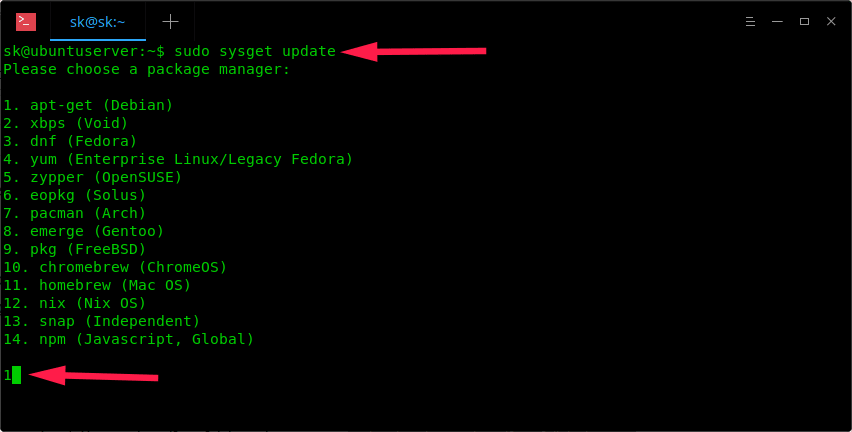 sk@sk:~
sk@ubuntuserver:~$ sudo sysget update
Please choose a package manager:
1. apt-get (Debian)
2. xbps (Void)
3. dnf (Fedora)
4. yum (Enterprise Linux/Legacy Fedora)
5. zypper (OpenSUSE)
6. eopkg (Solus)
7. pacman (Arch)
8. emerge (Gentoo)
9. pkg (FreeBSD)
10. chromebrew (ChromeOS)
11. homebrew (Mac OS)
12. nix (Nix OS)
13. snap (Independent)
14. npm (Javascript, Global)
1